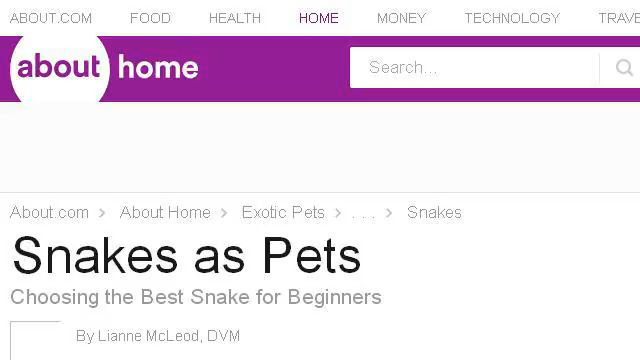 ABOUT.COM FOOD HEALTH HOME MONEY TECHNOLOGY TRAVE
about home Search...
About.com > About Home > Exotic Pets > . . . > Snakes
Snakes as Pets
Choosing the Best Snake for Beginners
By Lianne McLeod, DVM